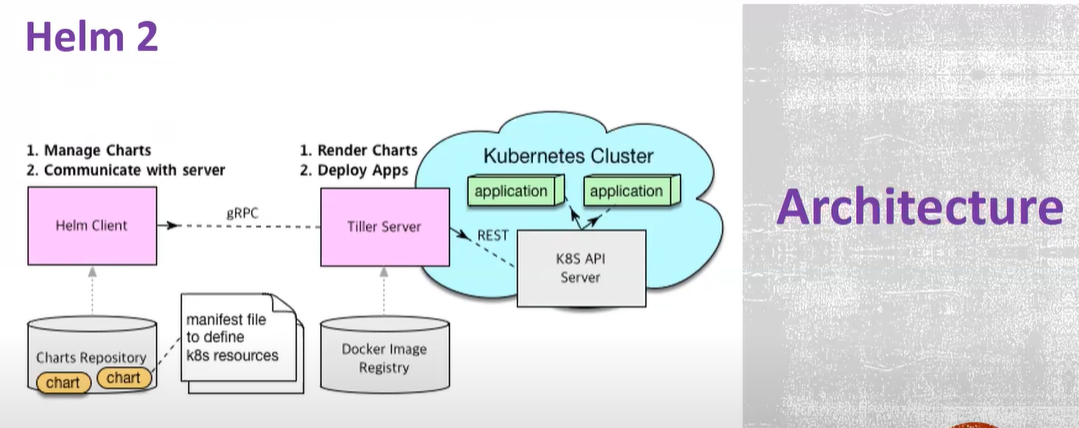 Helm 2
1. Manage Charts
2. Communicate with server
1. Render Charts
2. Deploy Apps
Kubernetes Cluster
application
application
Helm Client
gRPC
Tiller Server
REST
K8S API
Server
Charts Repository
chart
chart
manifest file
to define
k8s resources
Docker Image
Registry
Architecture